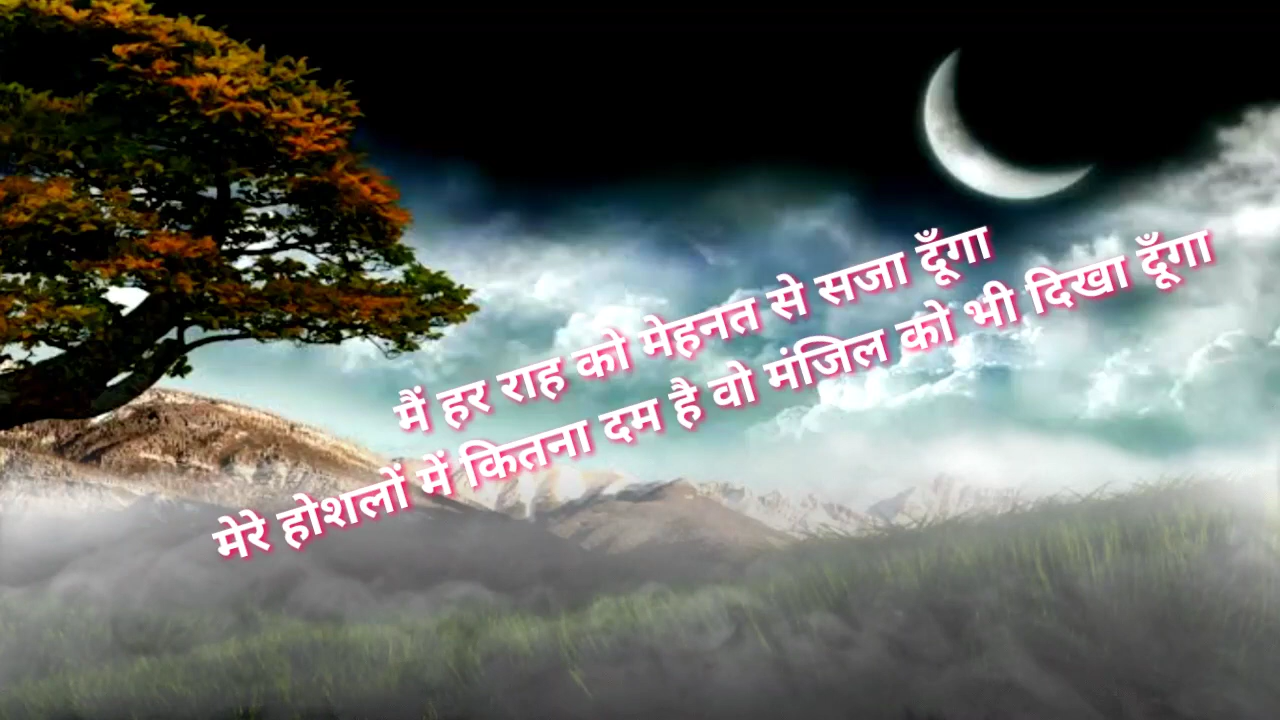 मैं हर राह को मेहनत से सजा दूँगा
मेरे होशलों में कितना दम है वो मंजिल को भी दिखा दूँगा